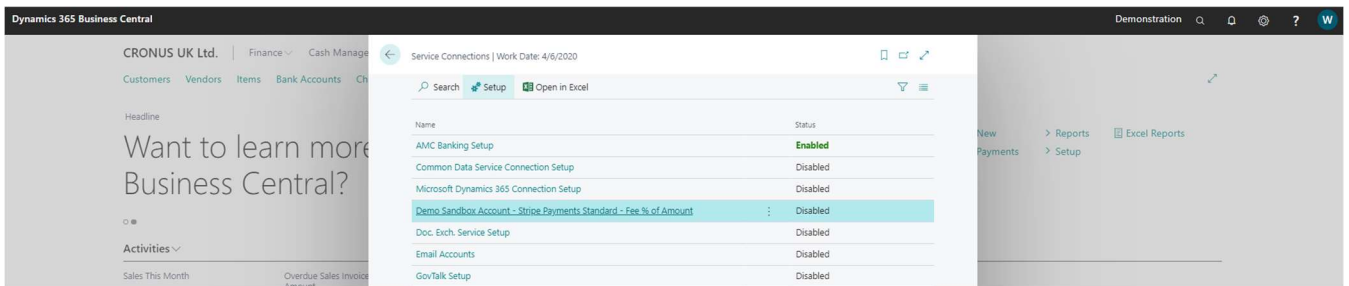 Dynamics 365 Business Central
Demonstration
?
W
CRONUS UK Ltd.
Finance
Cash Manage
Customers Vendors Items Bank Accounts Ch
Service Connections | Work Date: 4/6/2020
Search Setup Open in Excel
Headline
Want to learn more
Business Central?
Activities
Sales This Month
Overdue Sales Invoice
Amount
Name Status
AMC Banking Setup Enabled
Common Data Service Connection Setup Disabled
Microsoft Dynamics 365 Connection Setup Disabled
Demo Sandbox Account - Stripe Payments Standard - Fee % of Amount Disabled
Doc. Exch. Service Setup Disabled
Email Accounts Disabled
GovTalk Setup Disabled
New > Reports Excel Reports
Payments > Setup